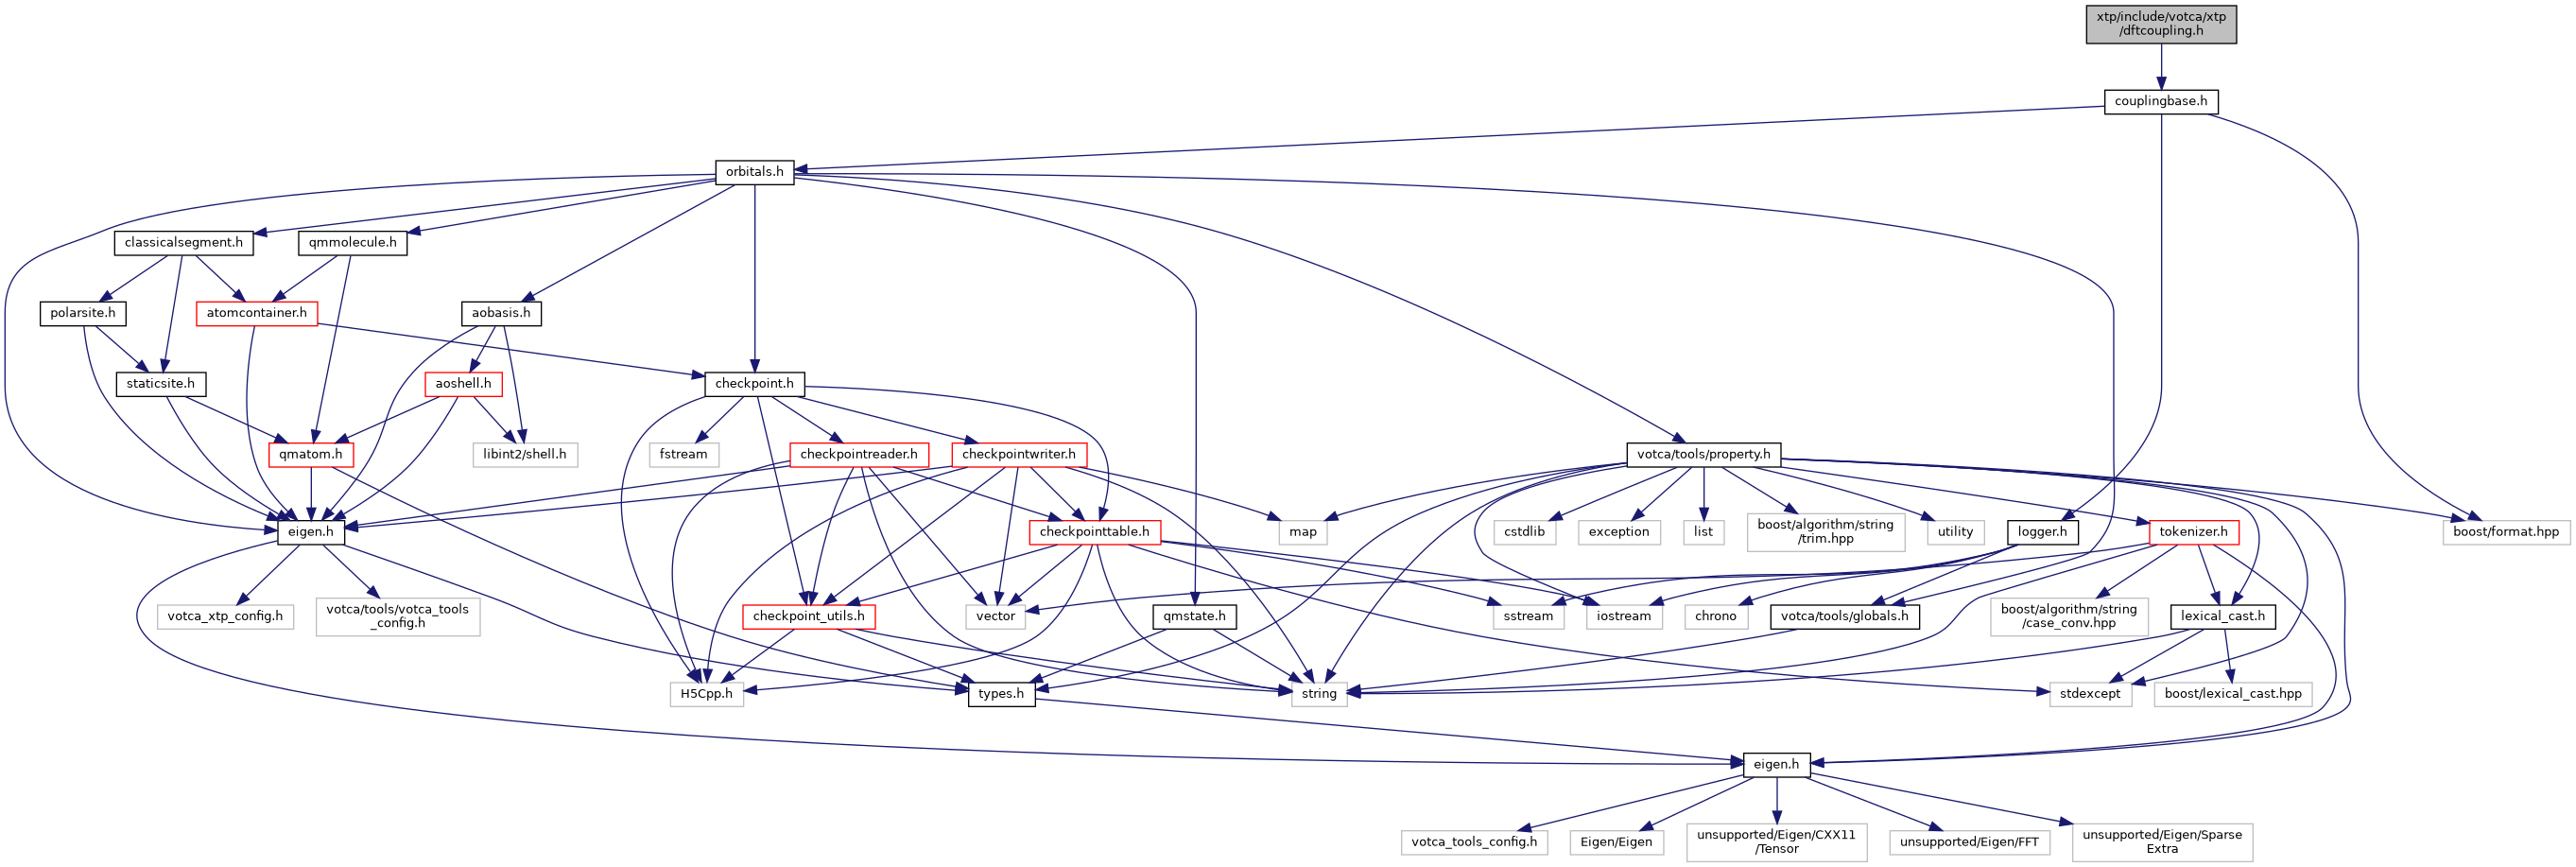 xtp/include/votca/xtp
/dftcoupling.h
couplingbase.h
orbitals.h
classicalsegment.h
qmmolecule.h
polarsite.h
atomcontainer.h
aobasis.h
staticsite.h
aoshell.h
checkpoint.h
qmatom.h
libint2/shell.h
fstream
checkpointreader.h
checkpointwriter.h
votca/tools/property.h
eigen.h
checkpointtable.h
map
cstdlib
exception
list
boost/algorithm/string
/trim.hpp
utility
logger.h
tokenizer.h
boost/format.hpp
votca_xtp_config.h
votca/tools/votca_tools
_config.h
checkpoint_utils.h
vector
qmstate.h
sstream
iostream
chrono
votca/tools/globals.h
boost/algorithm/string
/case_conv.hpp
lexical_cast.h
H5Cpp.h
types.h
string
stdexcept
boost/lexical_cast.hpp
eigen.h
votca_tools_config.h
Eigen/Eigen
unsupported/Eigen/CXX11
/Tensor
unsupported/Eigen/FFT
unsupported/Eigen/Sparse
Extra